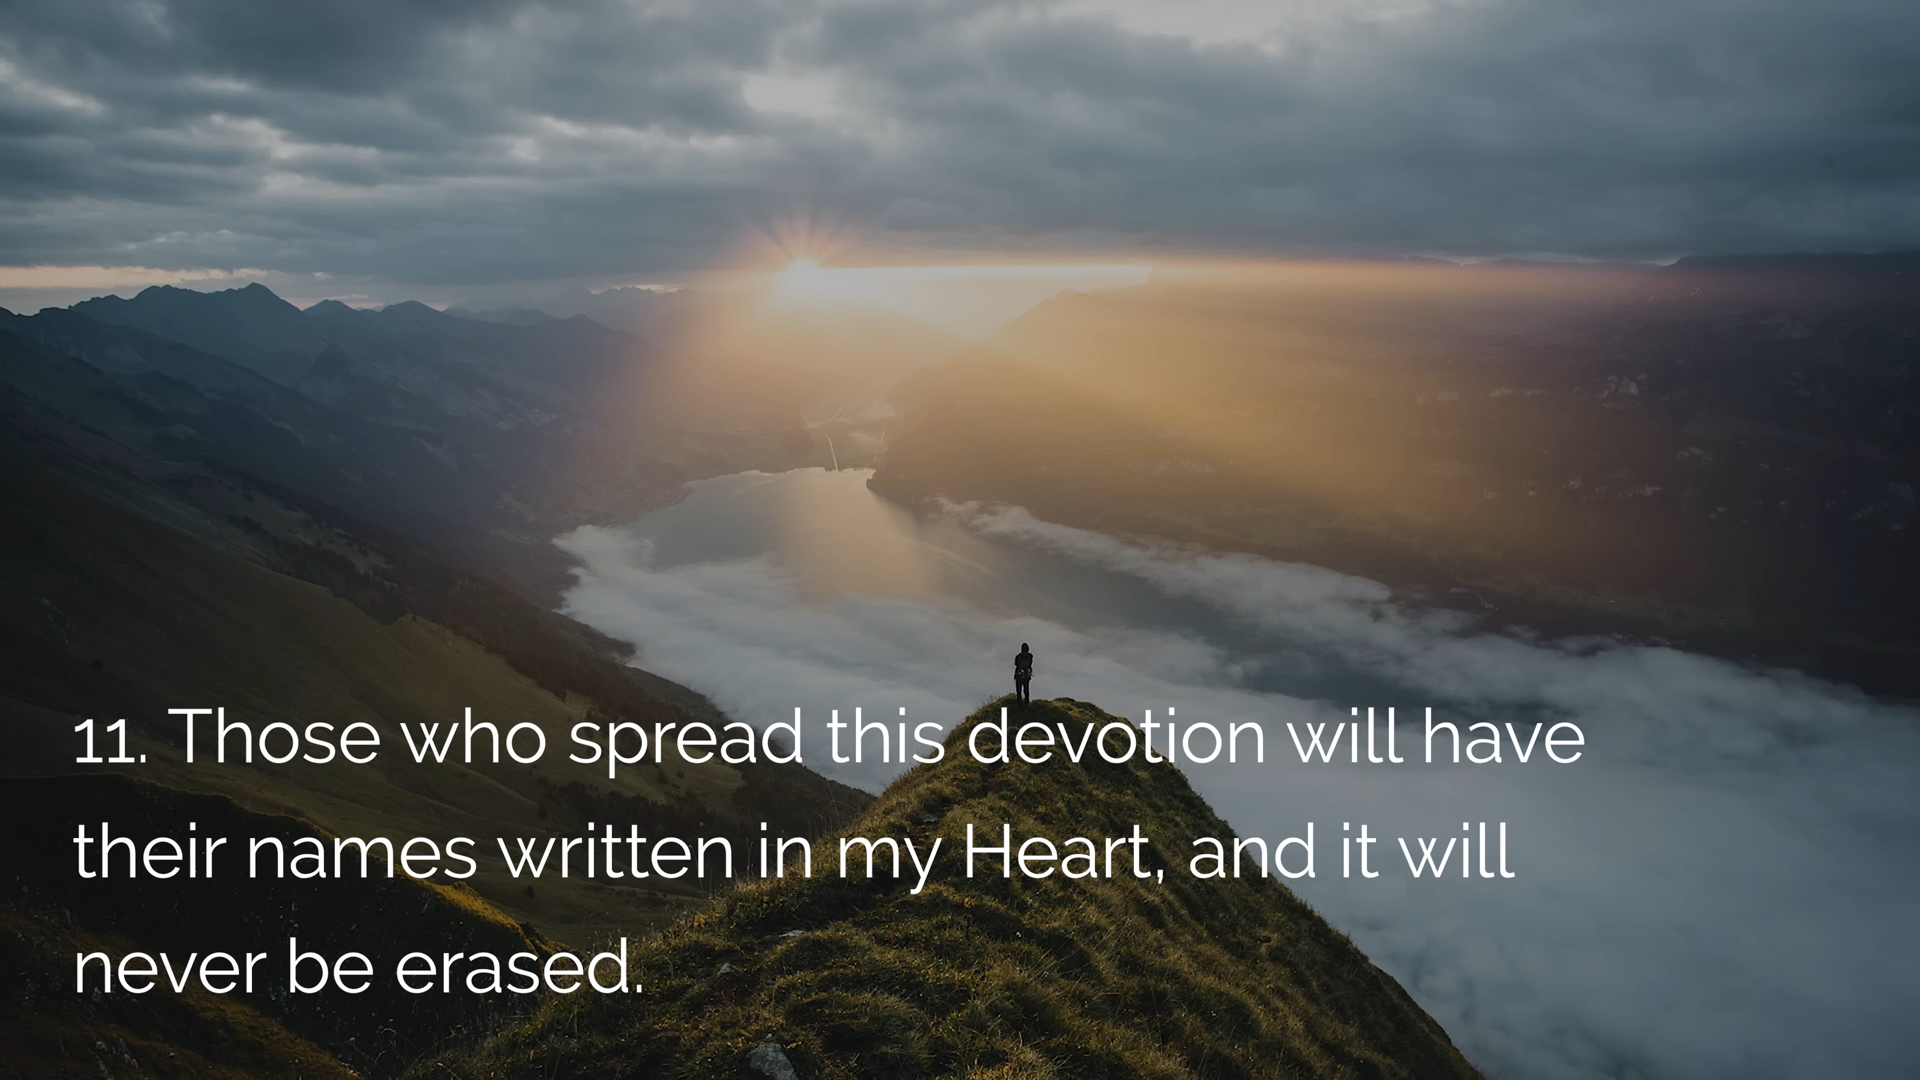 11. Those who spread this devotion will have
their names written in my Heart, and it will
never be erased.